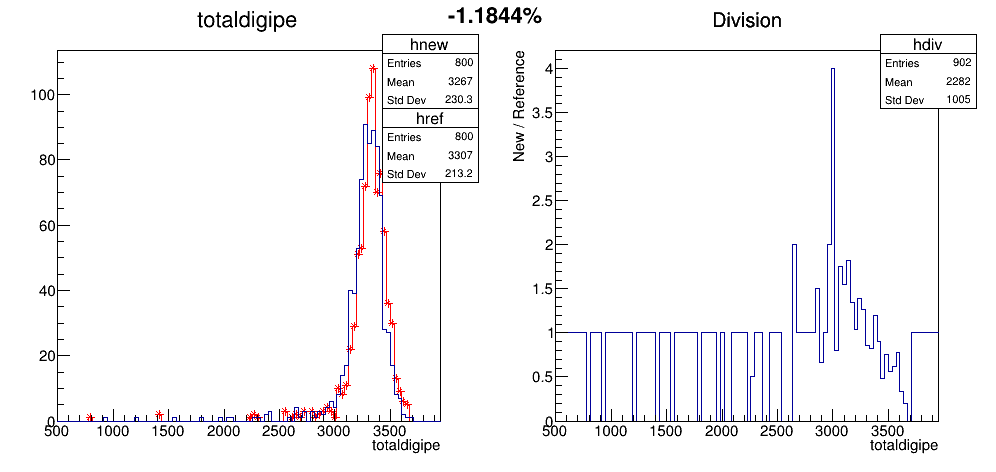 -1.1844%
totaldigipe
hnew
Entries 800
Mean 3267
Std Dev 230.3
href
Entries 800
Mean 3307
Std Dev 213.2
100
80
60
40
20
0
500 1000 1500 2000 2500 3000 3500
totaldigipe
Division
hdiv
Entries 902
Mean 2282
Std Dev 1005
New / Reference
4
3.5
3
2.5
2
1.5
1
0.5
0
500 1000 1500 2000 2500 3000 3500
totaldigipe